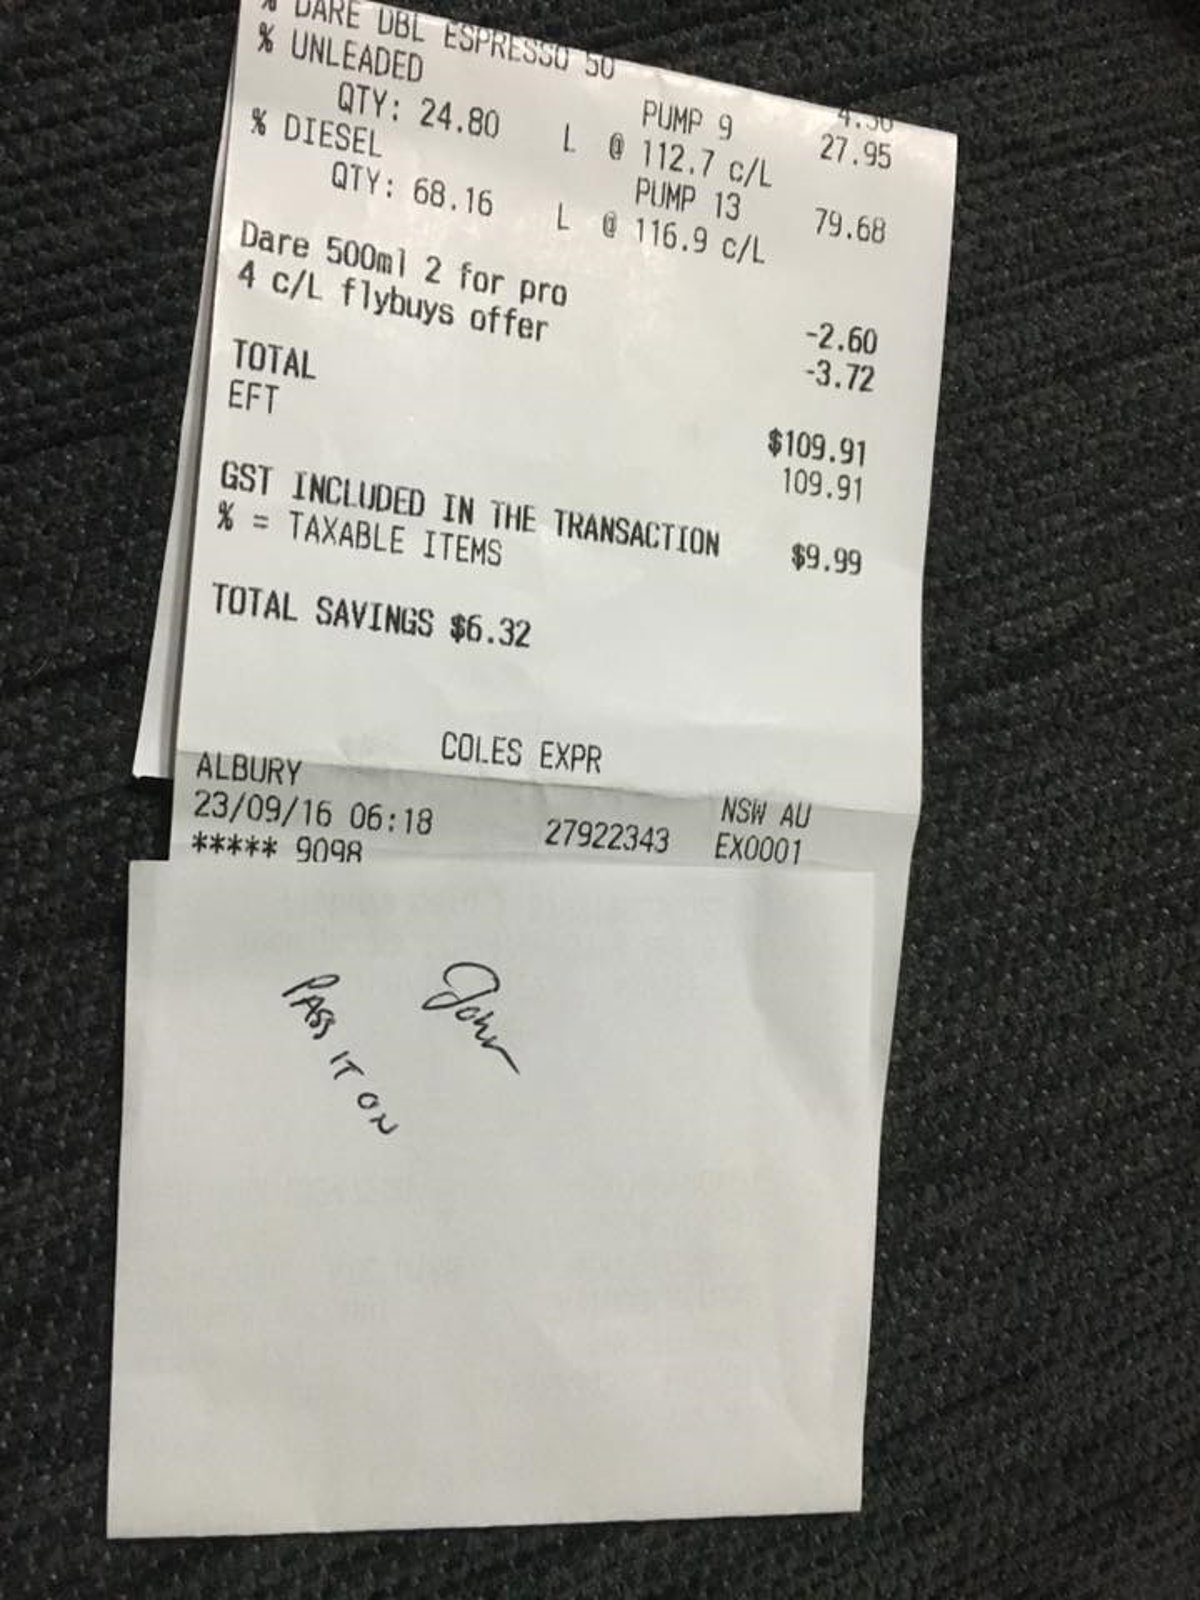 % DARE DBL ESPRESSO 50 4.30
% UNLEADED PUMP 9 27.95
QTY: 24.80 L @ 112.7 c/L
% DIESEL PUMP 13 79.68
QTY: 68.16 L @ 116.9 c/L
Dare 500ml 2 for pro -2.60
4 c/L flybuys offer -3.72
TOTAL $109.91
EFT 109.91
GST INCLUDED IN THE TRANSACTION $9.99
% = TAXABLE ITEMS
TOTAL SAVINGS $6.32
COLES EXPR
ALBURY NSW AU
23/09/16 06:18 27922343 EX0001
***** 9098
John
PASS IT ON